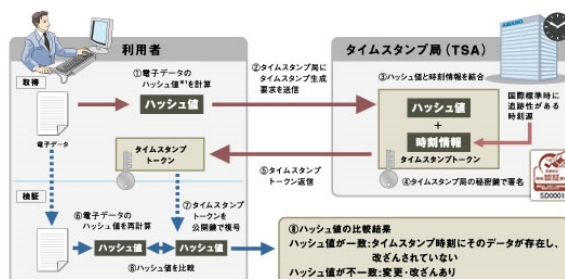 利用者
タイムスタンプ局(TSA)
取得
①電子データの
ハッシュ値※1を計算
ハッシュ値
電子データ
②タイムスタンプ局に
タイムスタンプ生成
要求を送信
③ハッシュ値と時刻情報を結合
ハッシュ値
+
時刻情報
タイムスタンプトークン
国際標準時に
追跡性がある
時刻源
④タイムスタンプ局の秘密鍵で署名
⑤タイムスタンプ
トークン返信
タイムスタンプ
トークン
検証
⑥電子データの
ハッシュ値を再計算
⑦タイムスタンプ
トークンを
公開鍵で復号
ハッシュ値
ハッシュ値
⑧ハッシュ値を比較
⑧ハッシュ値の比較結果
ハッシュ値が一致:タイムスタンプ時刻にそのデータが存在し、
改ざんされていない
ハッシュ値が不一致:変更・改ざんあり